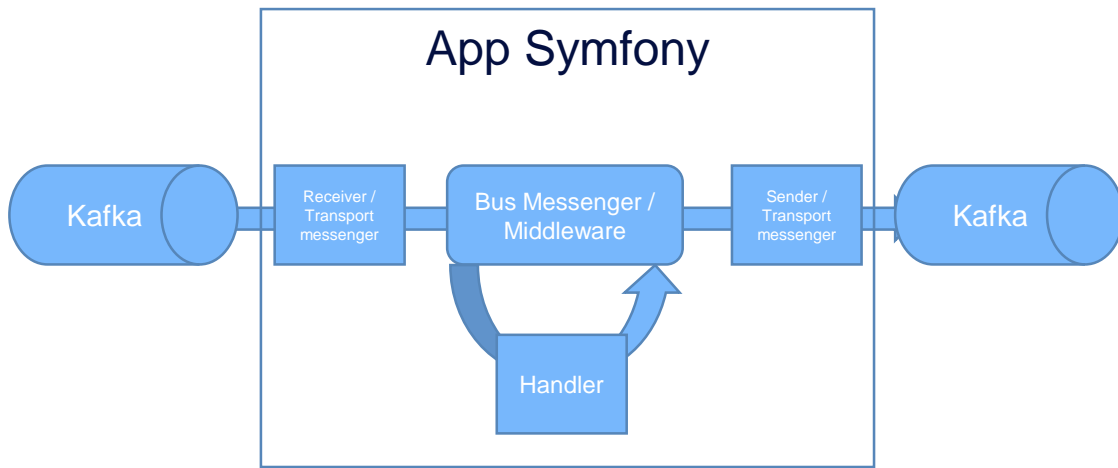 App Symfony
Kafka
Receiver /
Transport
messenger
Bus Messenger /
Middleware
Sender /
Transport
messenger
Kafka
Handler